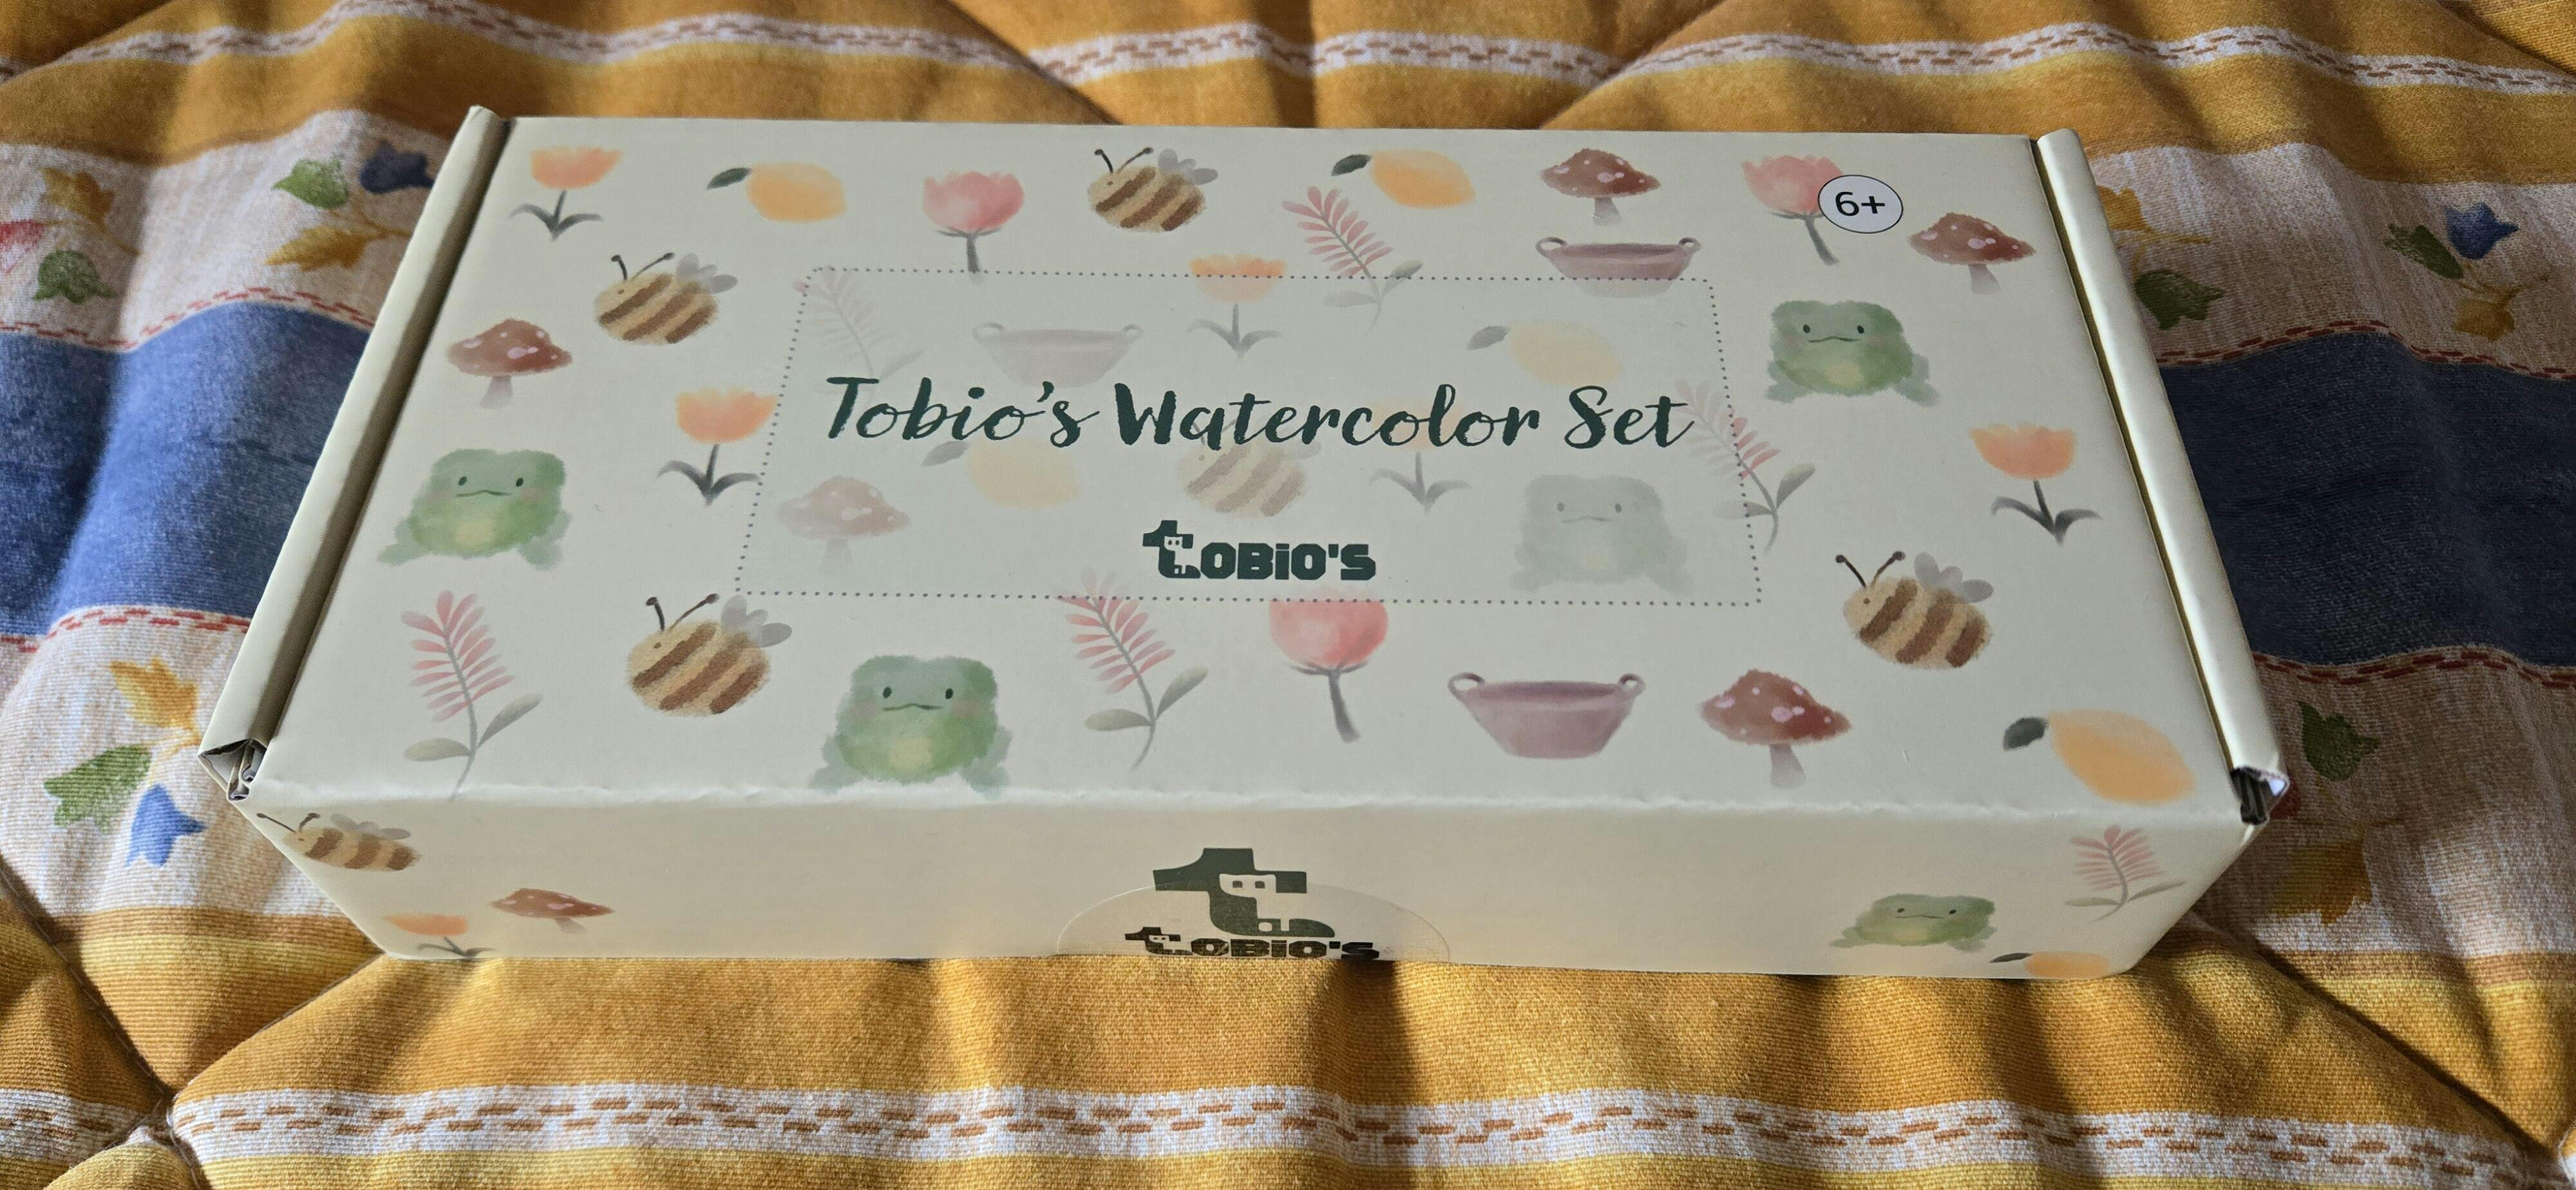 6+
Tobio's Watercolor Set
TOBiO'S
TOBiO'S